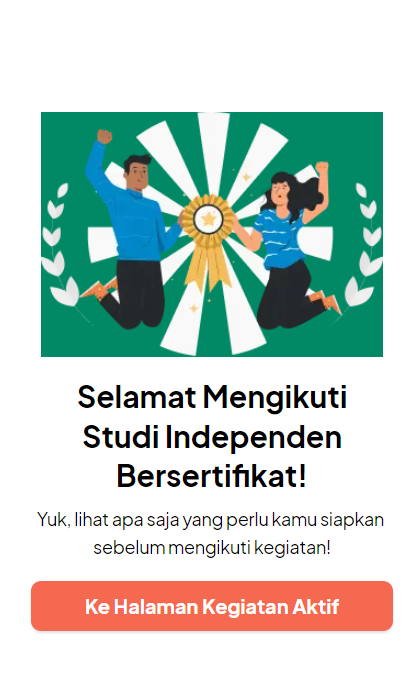 Selamat Mengikuti
Studi Independen
Bersertifikat!
Yuk, lihat apa saja yang perlu kamu siapkan
sebelum mengikuti kegiatan!
Ke Halaman Kegiatan Aktif